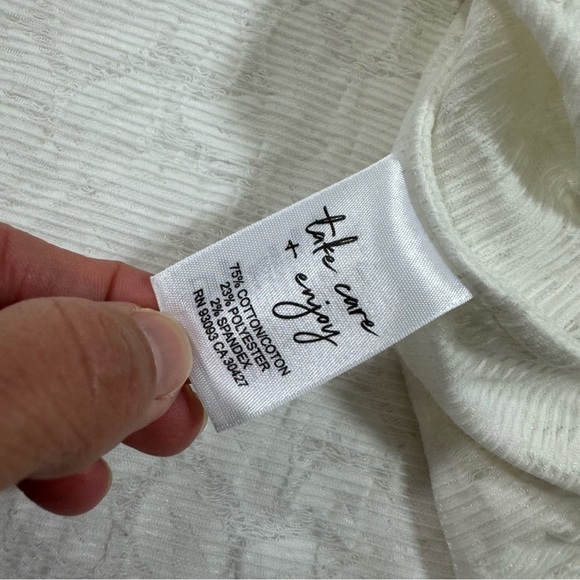 take care
+ enjoy
75% COTTON/COTON
23% POLYESTER
2% SPANDEX
RN 93093 CA 30427